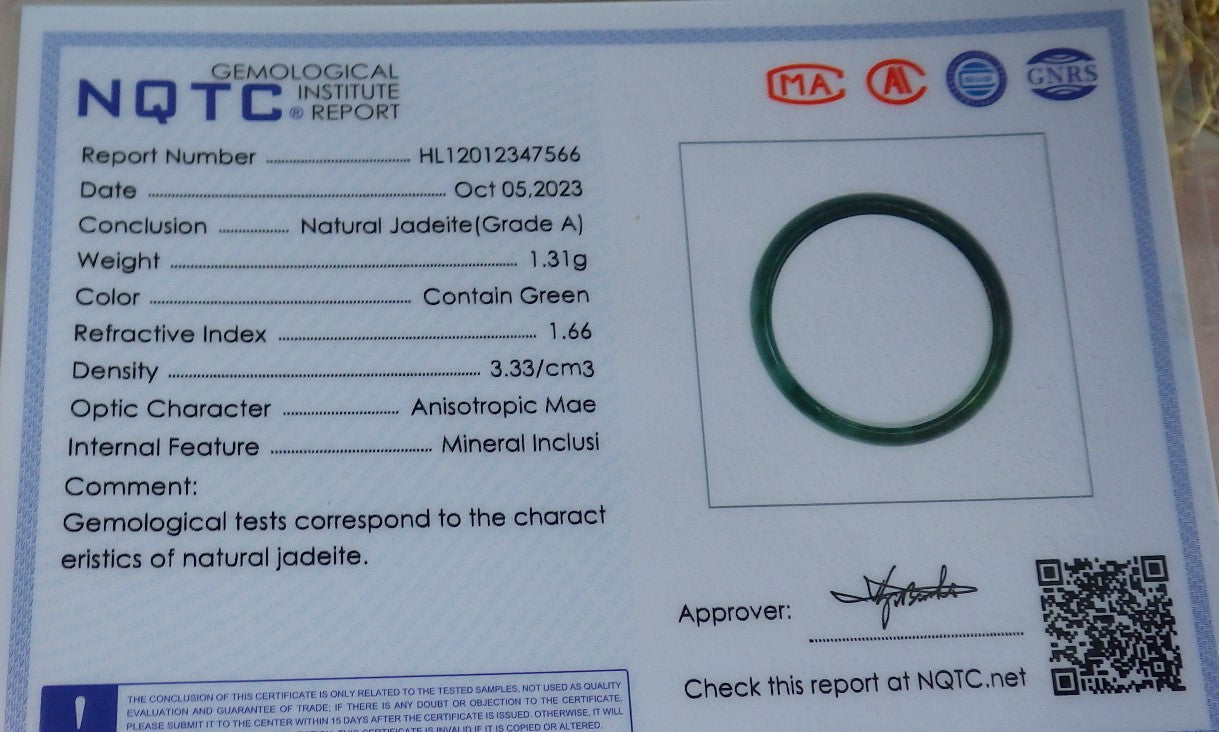 GEMOLOGICAL
NQTC INSTITUTE
® REPORT
MA
GNRS
Report Number HL12012347566
Date Oct 05,2023
Conclusion Natural Jadeite(Grade A)
Weight 1.31g
Color Contain Green
Refractive Index 1.66
Density 3.33/cm3
Optic Character Anisotropic Mae
Internal Feature Mineral Inclusi
Comment:
Gemological tests correspond to the charact
eristics of natural jadeite.
Approver:
Check this report at NQTC.net
!
THE CONCLUSION OF THIS CERTIFICATE IS ONLY RELATED TO THE TESTED SAMPLES, NOT USED AS QUALITY
EVALUATION AND GUARANTEE OF TRADE; IF THERE IS ANY DOUBT OR OBJECTION TO THE CERTIFICATE,
PLEASE SUBMIT IT TO THE CENTER WITHIN 15 DAYS AFTER THE CERTIFICATE IS ISSUED. OTHERWISE, IT WILL
CERTIFICATE IS INVALID IF IT IS COPIED OR ALTERED.